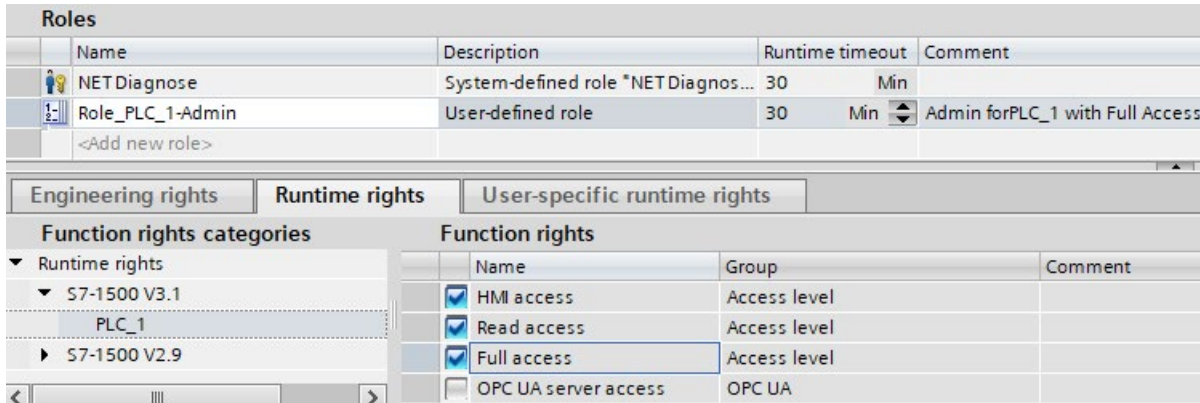 Roles
Name Description Runtime timeout Comment
NET Diagnose System-defined role "NET Diagnos... 30 Min
Role_PLC_1-Admin User-defined role 30 Min Admin forPLC_1 with Full Access
<Add new role>
Engineering rights Runtime rights User-specific runtime rights
Function rights categories Function rights
Runtime rights Name Group Comment
S7-1500 V3.1 HMI access Access level
PLC_1 Read access Access level
S7-1500 V2.9 Full access Access level
OPC UA server access OPC UA